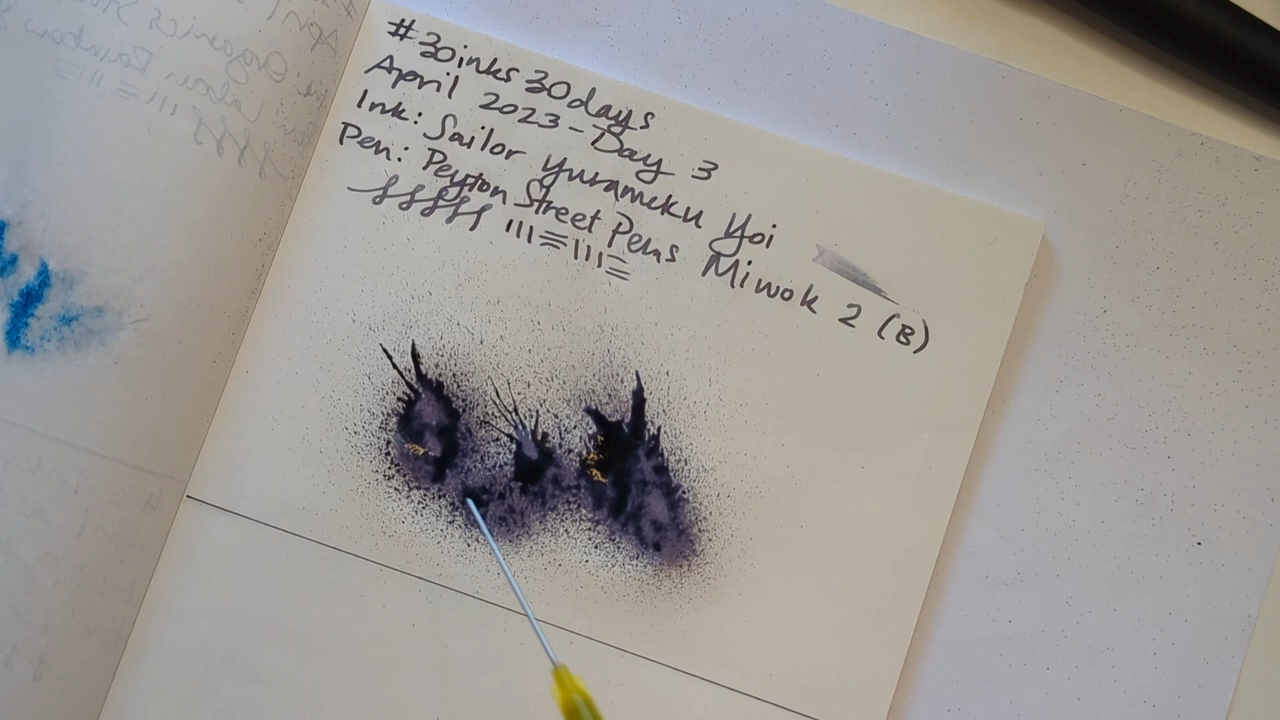 #30inks30days
April 2023-Day 3
Ink: Sailor Yurameku Yoi
Pen: Peyton Street Pens Miwok 2 (B)